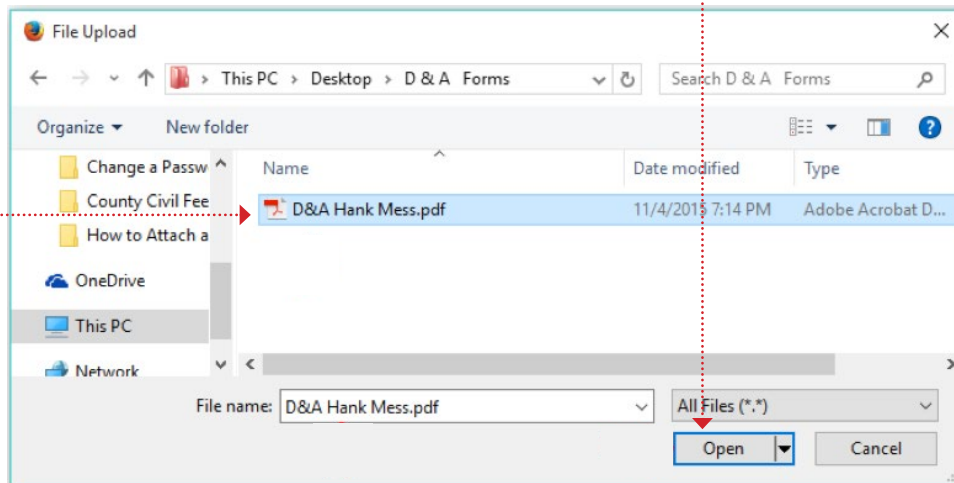 File Upload
This PC > Desktop > D & A Forms
Search D & A Forms
Organize
New folder
Name
Date modified
Type
Change a Passw
County Civil Fee
How to Attach a
OneDrive
This PC
Network
D&A Hank Mess.pdf
11/4/2015 7:14 PM
Adobe Acrobat D...
File name:
D&A Hank Mess.pdf
All Files (*.*)
Open
Cancel